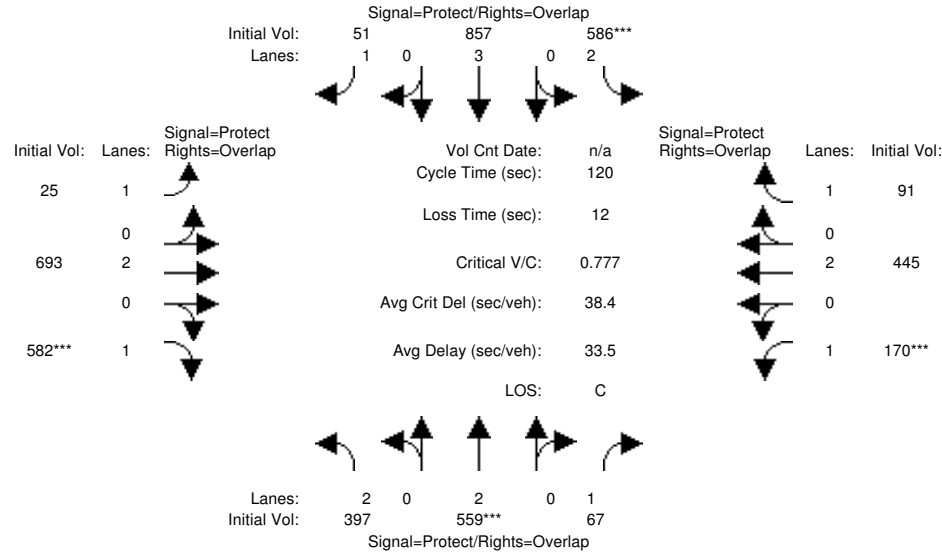 Signal=Protect/Rights=Overlap
Initial Vol: 51 857 586***
Lanes: 1 0 3 0 2
Signal=Protect Signal=Protect
Initial Vol: Lanes: Rights=Overlap Vol Cnt Date: n/a Rights=Overlap Lanes: Initial Vol:
Cycle Time (sec): 120
25 1 1 91
Loss Time (sec): 12
0 0
693 2 Critical V/C: 0.777 2 445
0 Avg Crit Del (sec/veh): 38.4 0
582*** 1 Avg Delay (sec/veh): 33.5 1 170***
LOS: C
Lanes: 2 0 2 0 1
Initial Vol: 397 559*** 67
Signal=Protect/Rights=Overlap